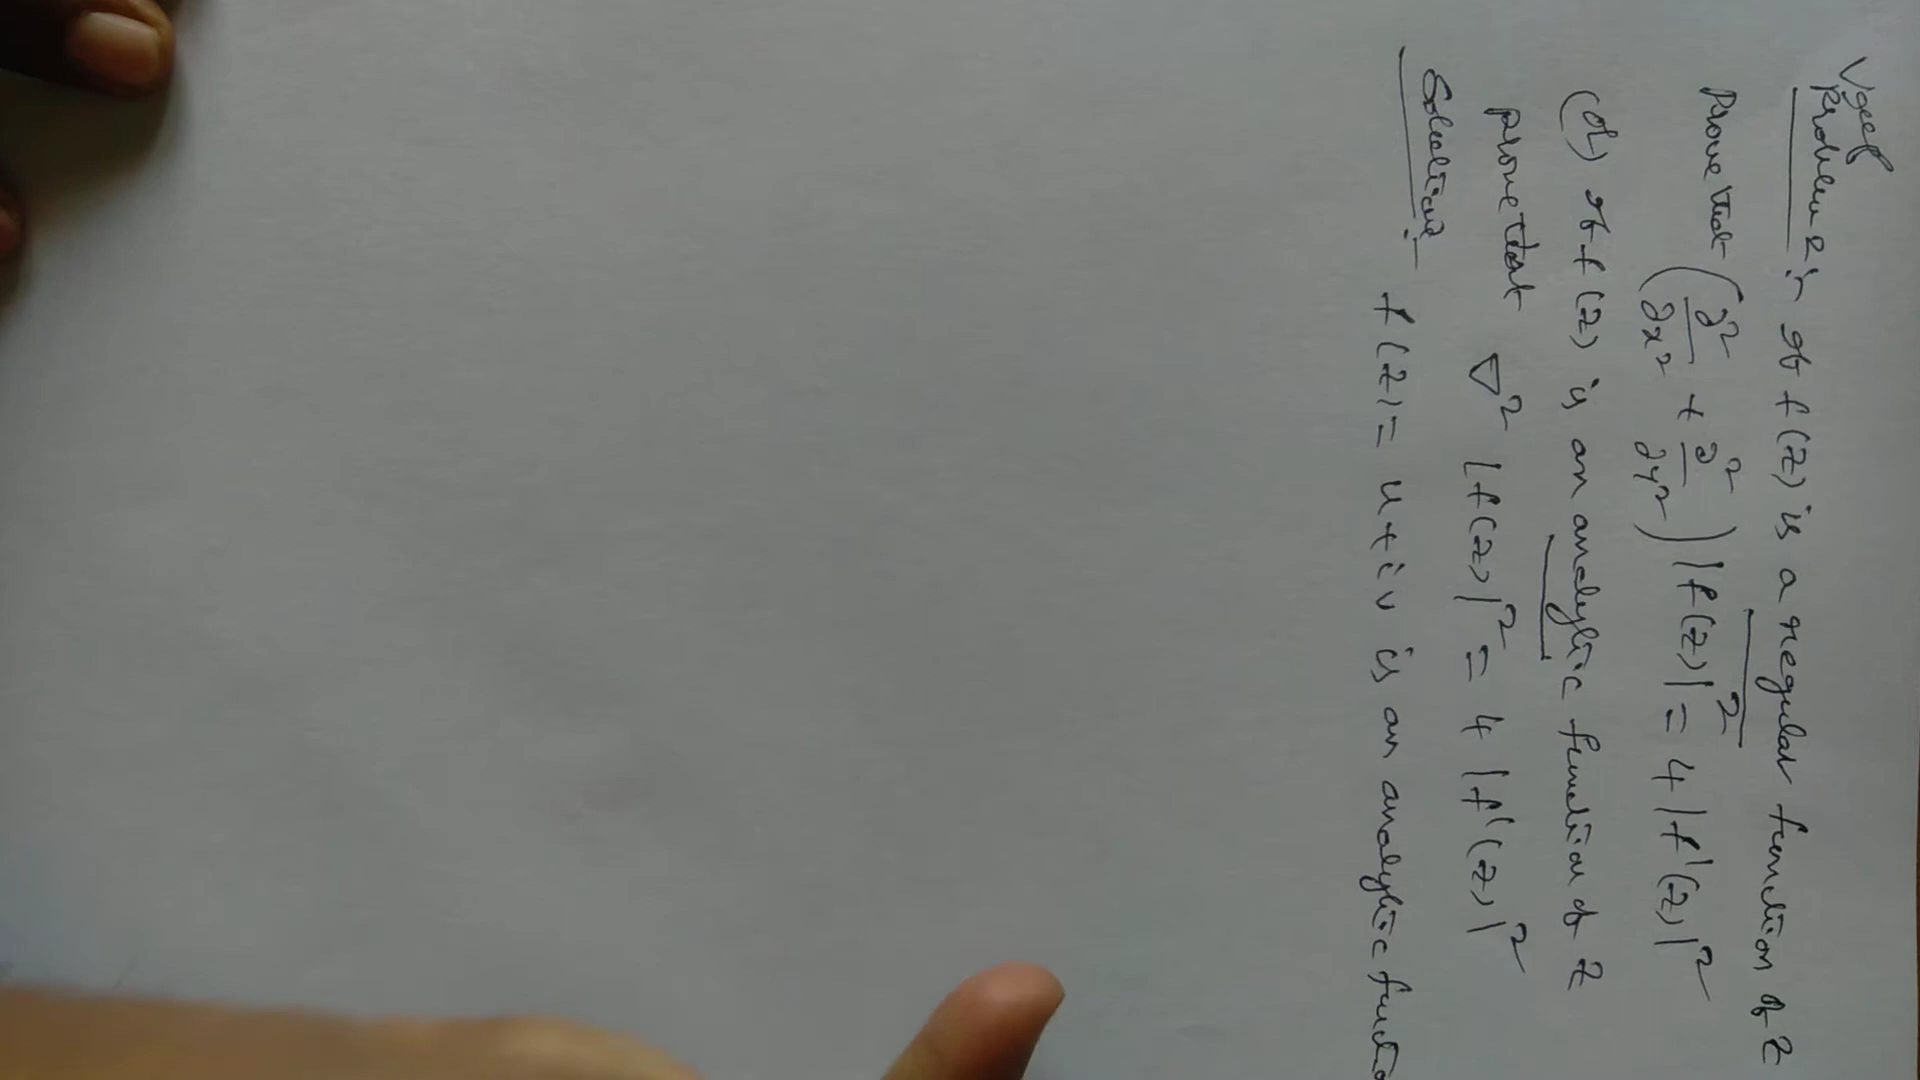 Problem 2:- If f(z) is a regular function of z
Prove that (∂²/∂x² + ∂²/∂y²) |f(z)|² = 4 |f'(z)|²
(or) If f(z) is an analytic function of z
prove that ∇² |f(z)|² = 4 |f'(z)|²
Solution:-
f(z) = u+iv is an analytic functio